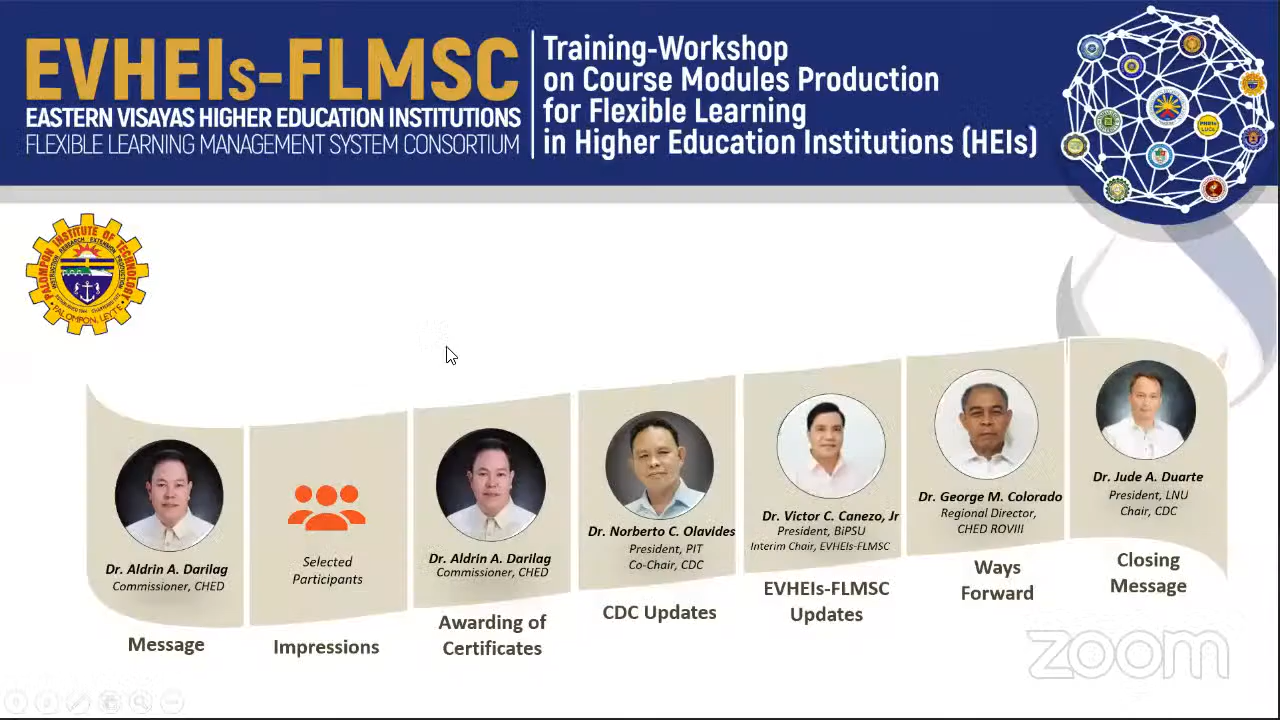 EVHEIs-FLMSC
EASTERN VISAYAS HIGHER EDUCATION INSTITUTIONS
FLEXIBLE LEARNING MANAGEMENT SYSTEM CONSORTIUM
Training-Workshop
on Course Modules Production
for Flexible Learning
in Higher Education Institutions (HEIs)
PALOMPON INSTITUTE OF TECHNOLOGY
INSTRUCTION RESEARCH EXTENSION PRODUCTION
PALOMPON, LEYTE
Dr. Aldrin A. Darilag
Commissioner, CHED
Message
Selected
Participants
Impressions
Dr. Aldrin A. Darilag
Commissioner, CHED
Awarding of
Certificates
Dr. Norberto C. Olavides
President, PIT
Co-Chair, CDC
CDC Updates
Dr. Victor C. Canezo, Jr
President, BiPSU
Interim Chair, EVHEIs-FLMSC
EVHEIs-FLMSC
Updates
Dr. George M. Colorado
Regional Director,
CHED ROVIII
Ways
Forward
Dr. Jude A. Duarte
President, LNU
Chair, CDC
Closing
Message
zoom